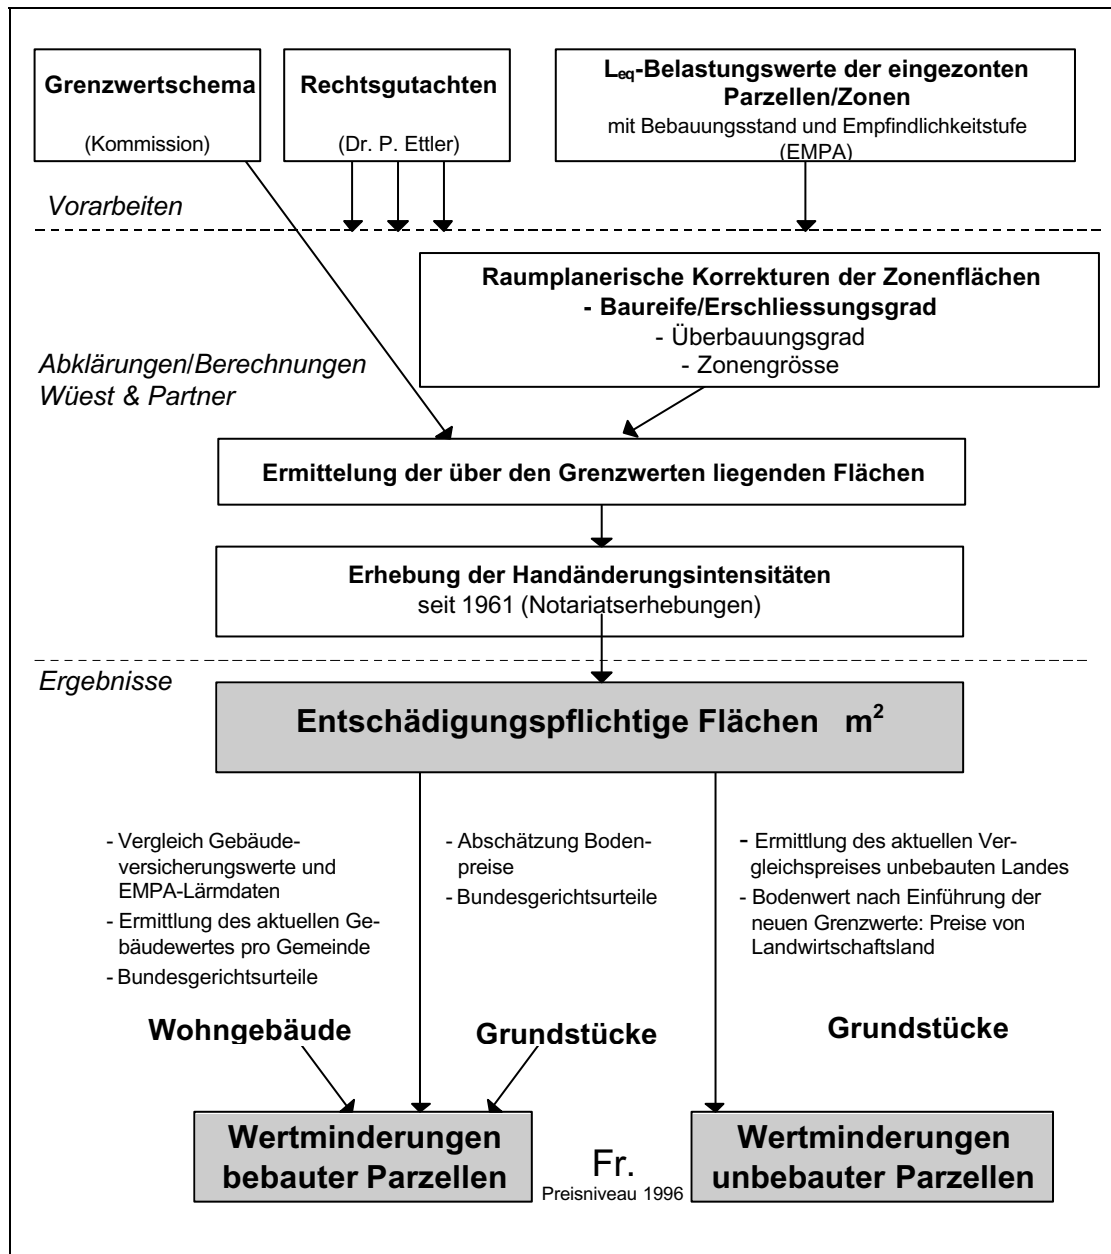 Grenzwertschema
(Kommission)
Rechtsgutachten
(Dr. P. Ettler)
Leq-Belastungswerte der eingezonten
Parzellen/Zonen
mit Bebauungsstand und Empfindlichkeitstufe
(EMPA)
Vorarbeiten
Raumplanerische Korrekturen der Zonenflächen
- Baureife/Erschliessungsgrad
- Überbauungsgrad
- Zonengrösse
Abklärungen/Berechnungen
Wüest & Partner
Ermittelung der über den Grenzwerten liegenden Flächen
Erhebung der Handänderungsintensitäten
seit 1961 (Notariatserhebungen)
Ergebnisse
Entschädigungspflichtige Flächen m²
- Vergleich Gebäude-
versicherungswerte und
EMPA-Lärmdaten
- Ermittlung des aktuellen Ge-
bäudewertes pro Gemeinde
- Bundesgerichtsurteile
- Abschätzung Boden-
preise
- Bundesgerichtsurteile
- Ermittlung des aktuellen Ver-
gleichspreises unbebauten Landes
- Bodenwert nach Einführung der
neuen Grenzwerte: Preise von
Landwirtschaftsland
Wohngebäude
Grundstücke
Grundstücke
Wertminderungen
bebauter Parzellen
Fr.
Preisniveau 1996
Wertminderungen
unbebauter Parzellen